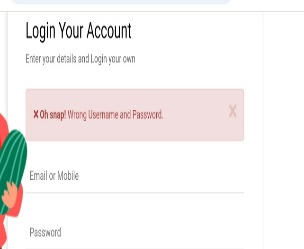 Login Your Account
Enter your details and Login your own
× Oh snap! Wrong Username and Password.
×
Email or Mobile
Password